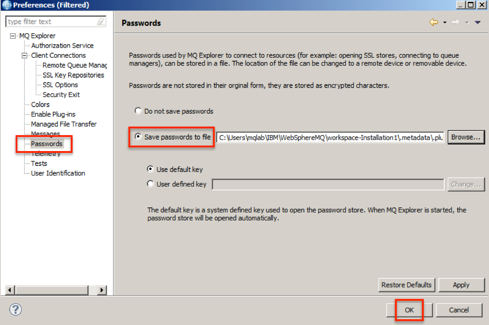 Preferences (Filtered)
type filter text
MQ Explorer
Authorization Service
Client Connections
Remote Queue Manag
SSL Key Repositories
SSL Options
Security Exit
Colors
Enable Plug-ins
Managed File Transfer
Messages
Passwords
Telemetry
Tests
User Identification
Passwords
Passwords used by MQ Explorer to connect to resources (for example: opening SSL stores, connecting to queue
managers), can be stored in a file. The location of the file can be changed to a remote device or removable device.
Passwords are not stored in their orginal form, they are stored as encrypted characters.
Do not save passwords
Save passwords to file C:\Users\mqlab\IBM\WebSphereMQ\workspace-Installation1\.metadata\.plu Browse...
Use default key
User defined key Change...
The default key is a system defined key used to open the password store. When MQ Explorer is started, the
password store will be opened automatically.
Restore Defaults Apply
OK Cancel